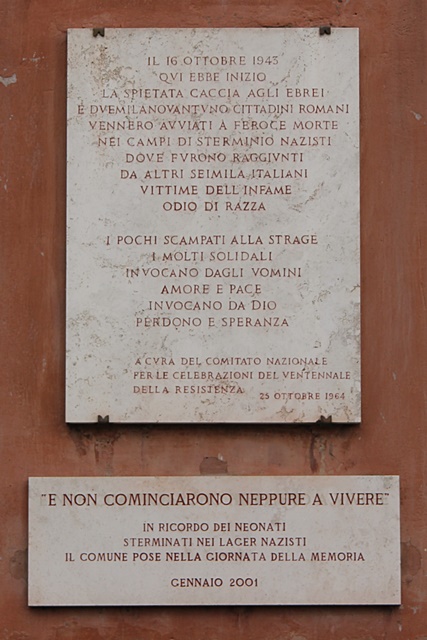 IL 16 OTTOBRE 1943
QVI EBBE INIZIO
LA SPIETATA CACCIA AGLI EBREI
E DVEMILANOVANTVNO CITTADINI ROMANI
VENNERO AVVIATI A FEROCE MORTE
NEI CAMPI DI STERMINIO NAZISTI
DOVE FVRONO RAGGIVNTI
DA ALTRI SEIMILA ITALIANI
VITTIME DELL'INFAME
ODIO DI RAZZA
I POCHI SCAMPATI ALLA STRAGE
I MOLTI SOLIDALI
INVOCANO DAGLI VOMINI
AMORE E PACE
INVOCANO DA DIO
PERDONO E SPERANZA
A CVRA DEL COMITATO NAZIONALE
PER LE CELEBRAZIONI DEL VENTENNALE
DELLA RESISTENZA
25 OTTOBRE 1964
"E NON COMINCIARONO NEPPURE A VIVERE"
IN RICORDO DEI NEONATI
STERMINATI NEI LAGER NAZISTI
IL COMUNE POSE NELLA GIORNATA DELLA MEMORIA
GENNAIO 2001